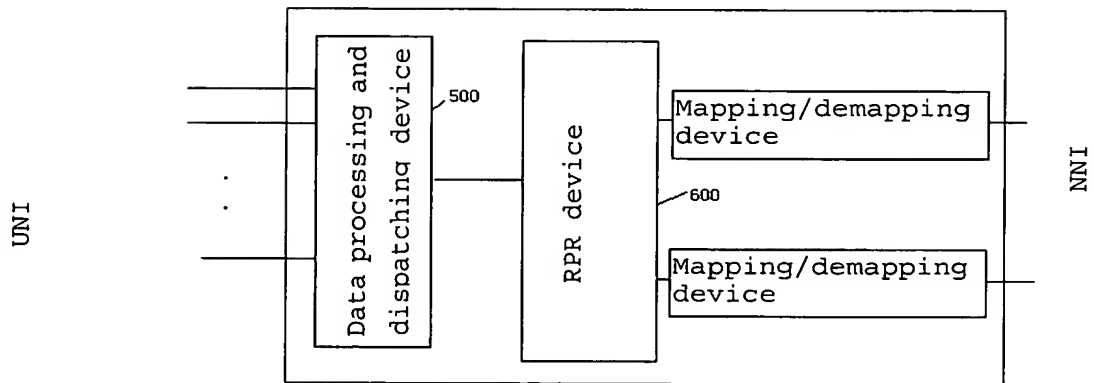 UNI
Data processing and
dispatching device
500
RPR device
600
Mapping/demapping
device
Mapping/demapping
device
NNI